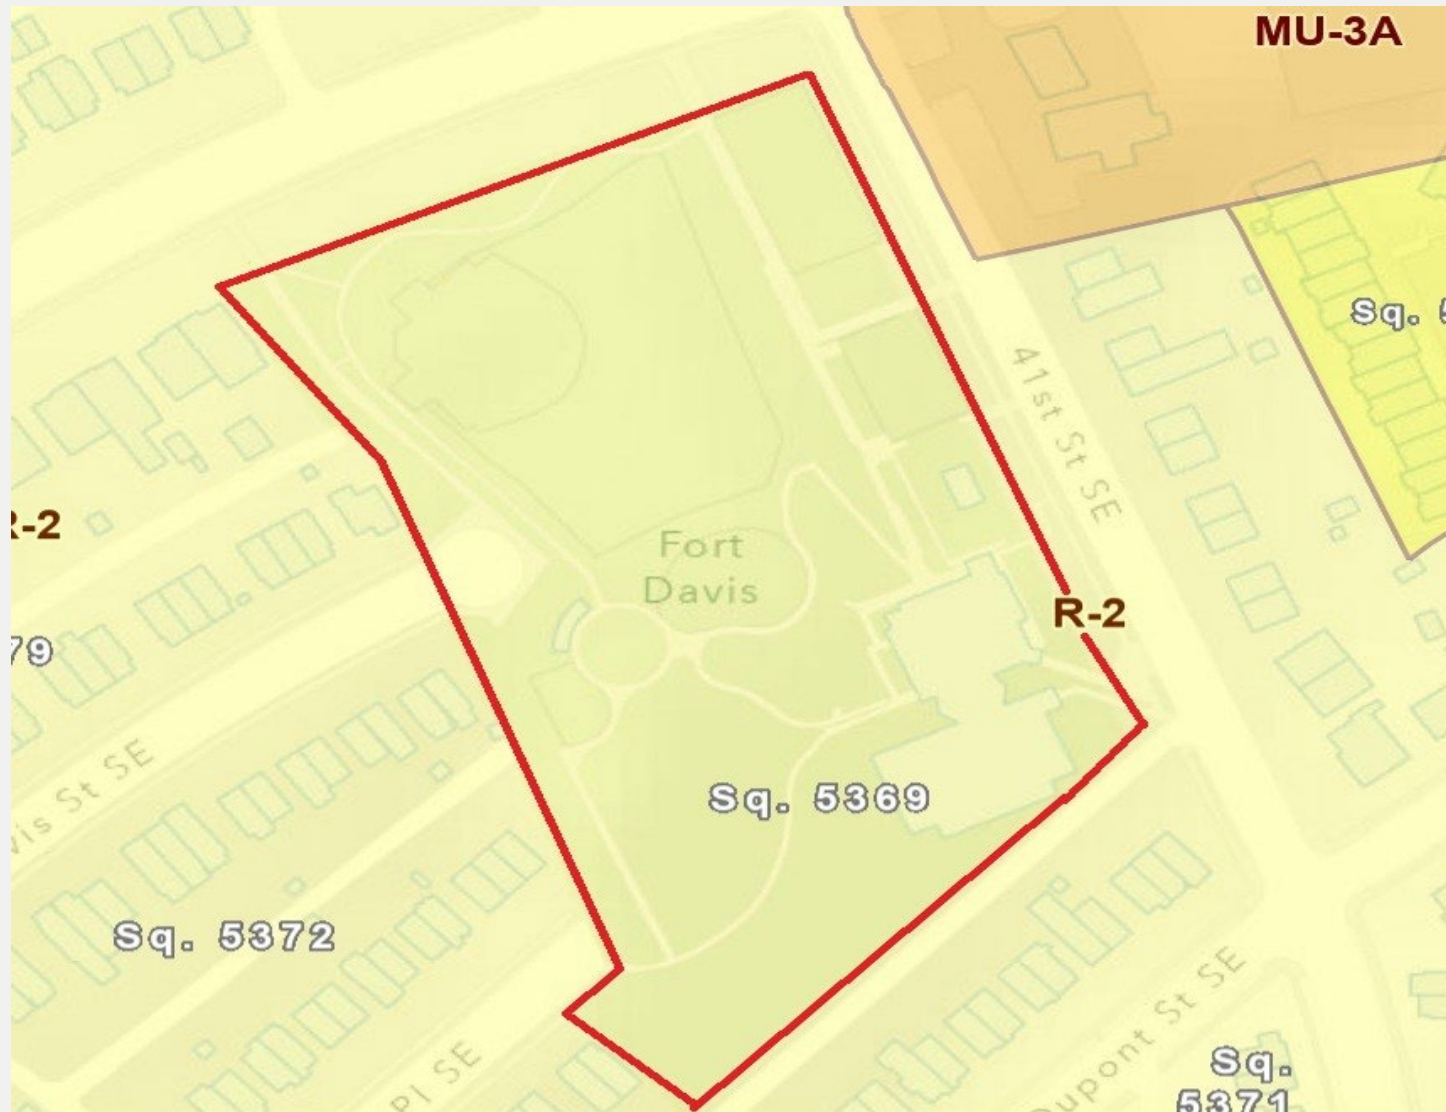 MU-3A
Sq.
41st St SE
R-2
Fort
Davis
R-2
79
vis St SE
Sq. 5369
Sq. 5372
Dupont St SE
Pl SE
Sq.
5371